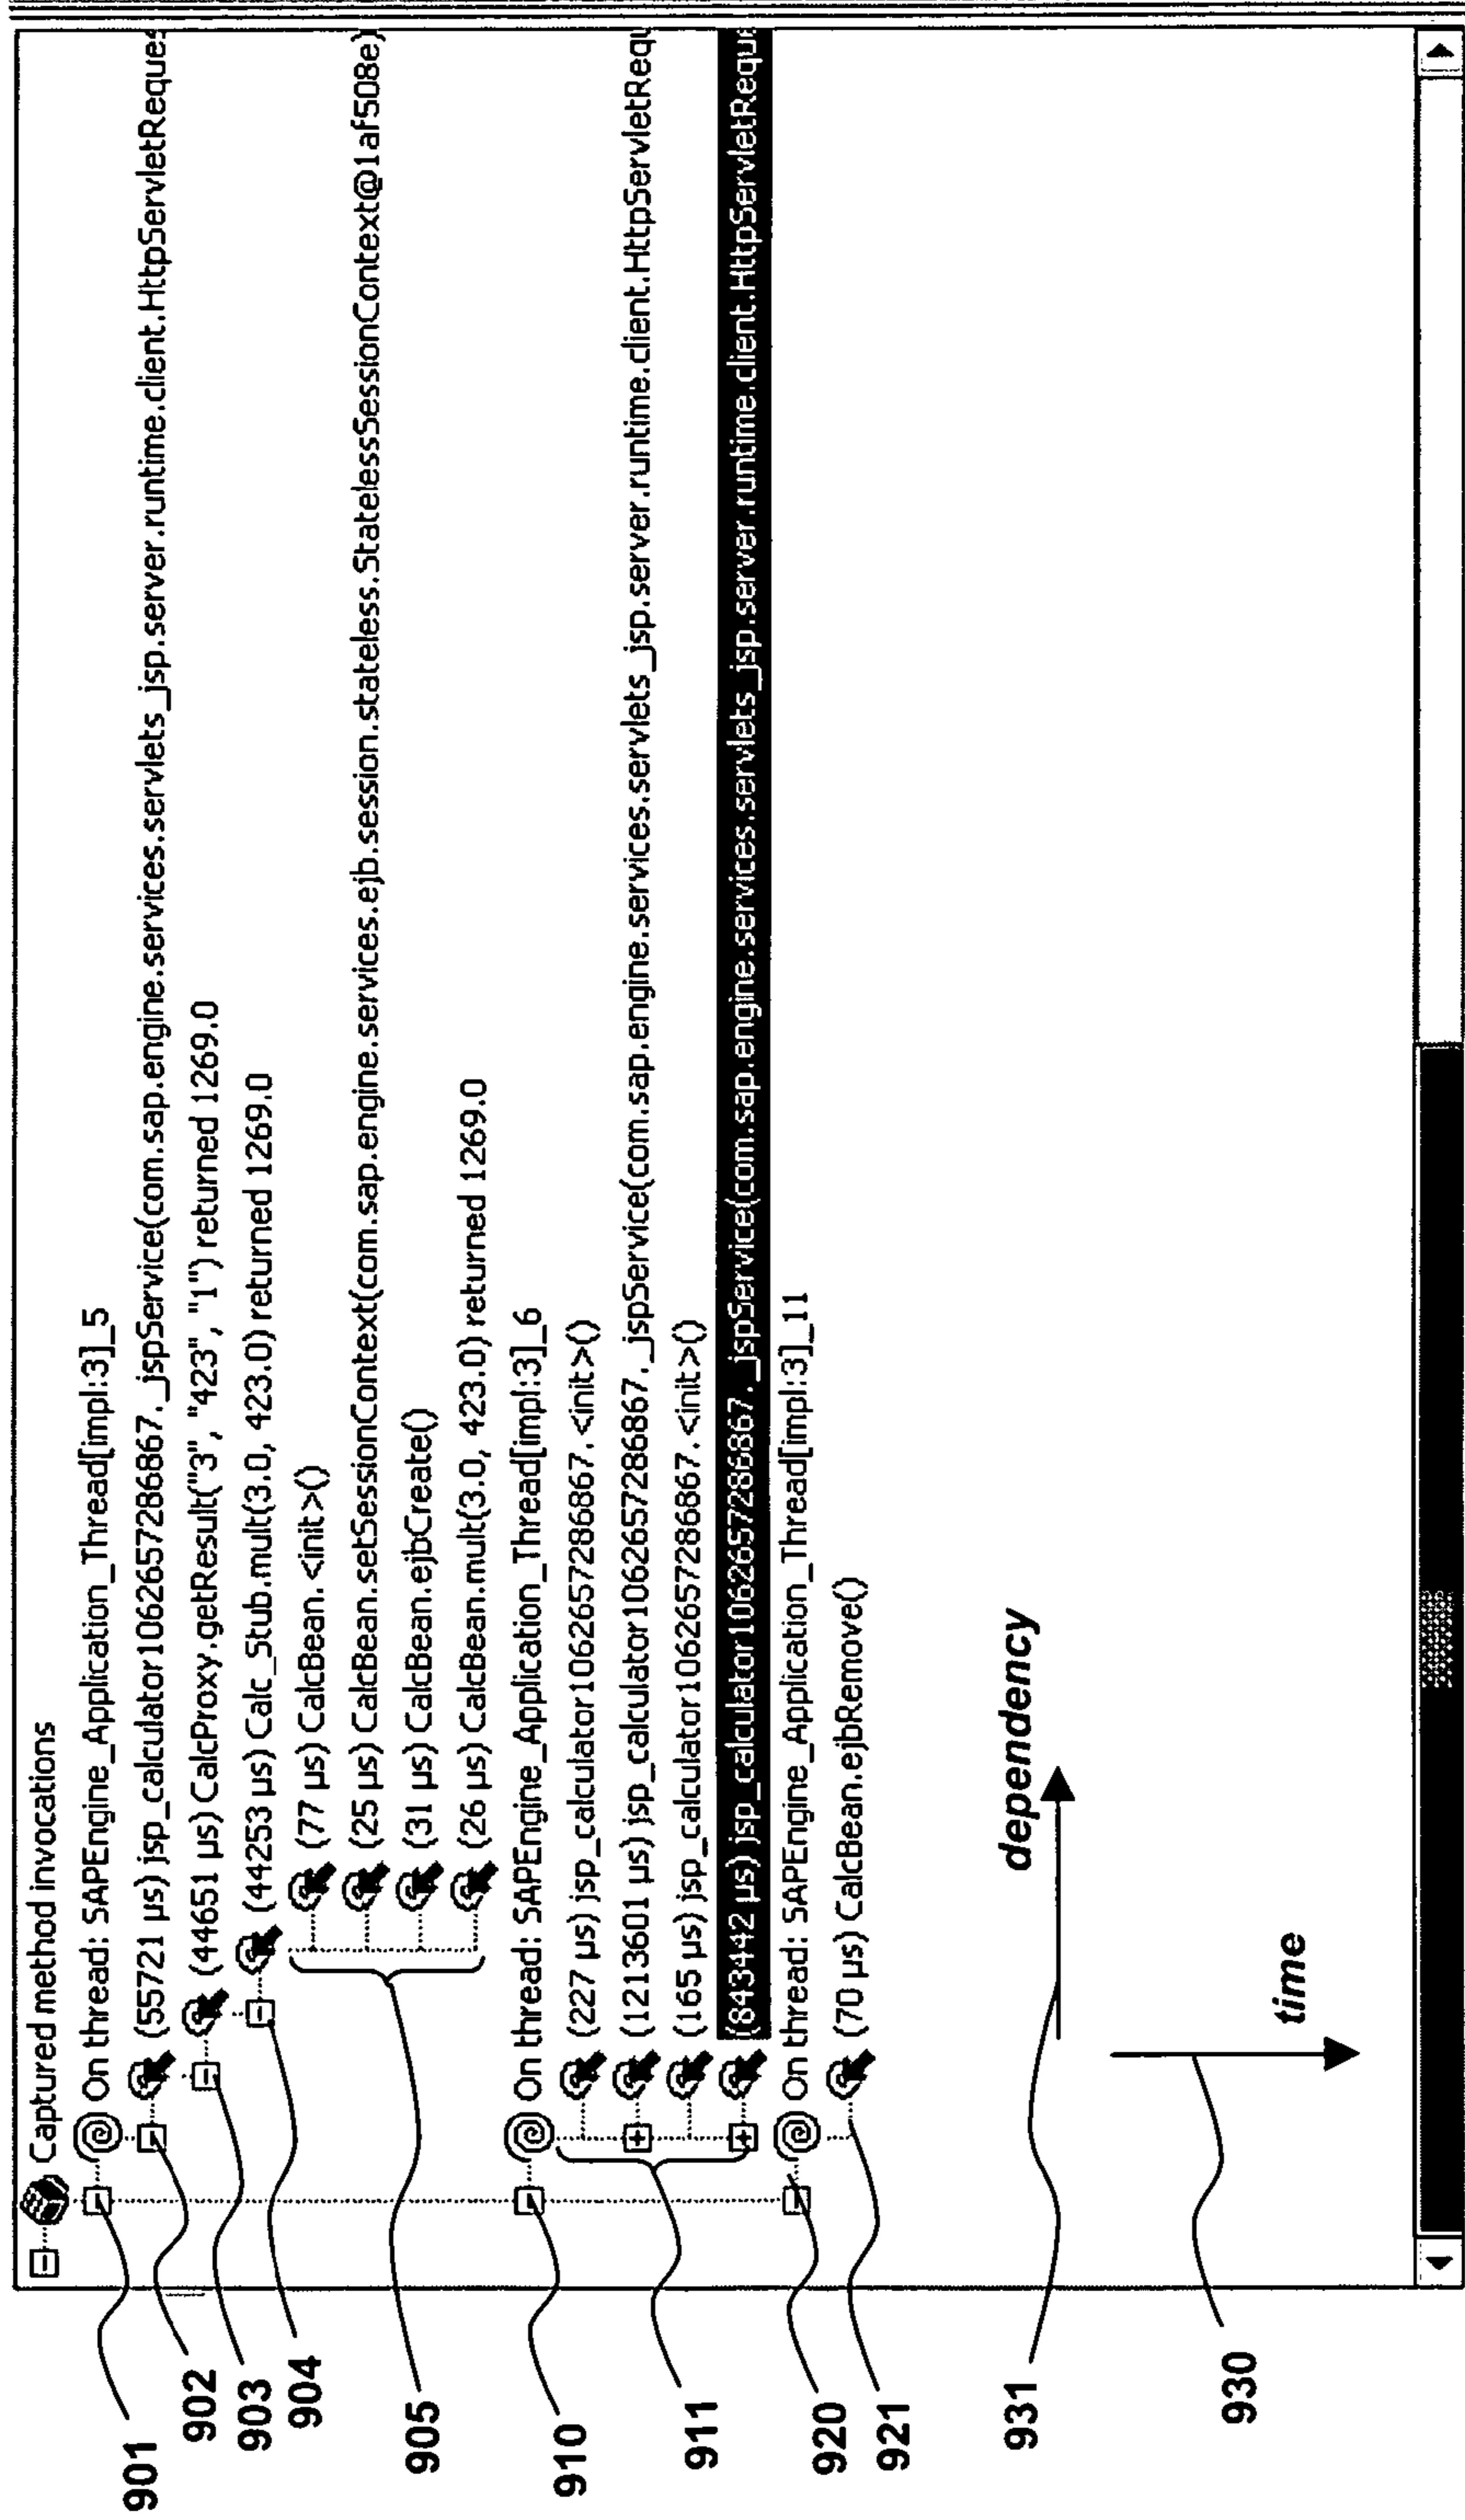 Captured method invocations
On thread: SAPEngine_Application_Thread[impl:3]_5
(55721 µs) jsp_calculator1062657286867._jspService(com.sap.engine.services.servlets_jsp.server.runtime.client.HttpServletReques
(44651 µs) CalcProxy.getResult("3", "423", "1") returned 1269.0
(44253 µs) Calc_Stub.mult(3.0, 423.0) returned 1269.0
(77 µs) CalcBean.<init>()
(25 µs) CalcBean.setSessionContext(com.sap.engine.services.ejb.session.stateless.StatelessSessionContext@1af508e)
(31 µs) CalcBean.ejbCreate()
(26 µs) CalcBean.mult(3.0, 423.0) returned 1269.0
On thread: SAPEngine_Application_Thread[impl:3]_6
(227 µs) jsp_calculator1062657286867.<init>()
(1213601 µs) jsp_calculator1062657286867._jspService(com.sap.engine.services.servlets_jsp.server.runtime.client.HttpServletRequ
(165 µs) jsp_calculator1062657286867.<init>()
(843442 µs) jsp_calculator1062657286867._jspService(com.sap.engine.services.servlets_jsp.server.runtime.client.HttpServletReque
On thread: SAPEngine_Application_Thread[impl:3]_11
(70 µs) CalcBean.ejbRemove()
dependency
time
901
902
903
904
905
910
911
920
921
931
930